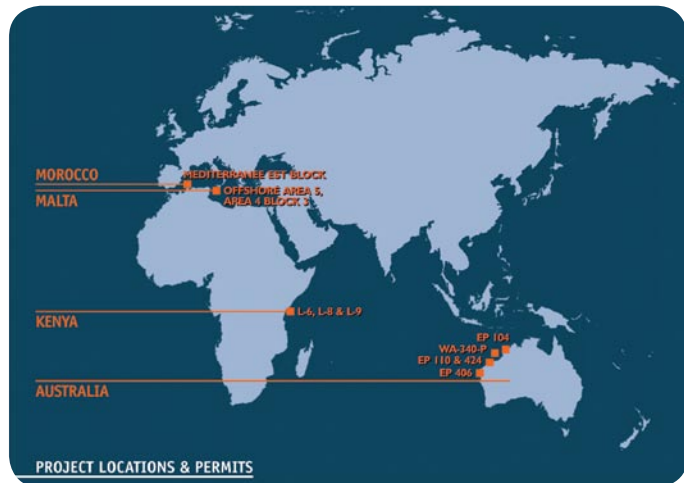 MOROCCO
MEDITERRANEE EST BLOCK
MALTA
OFFSHORE AREA 5,
AREA 4 BLOCK 3
KENYA
L-6, L-8 & L-9
EP 104
WA-340-P
EP 110 & 424
EP 406
AUSTRALIA
PROJECT LOCATIONS & PERMITS